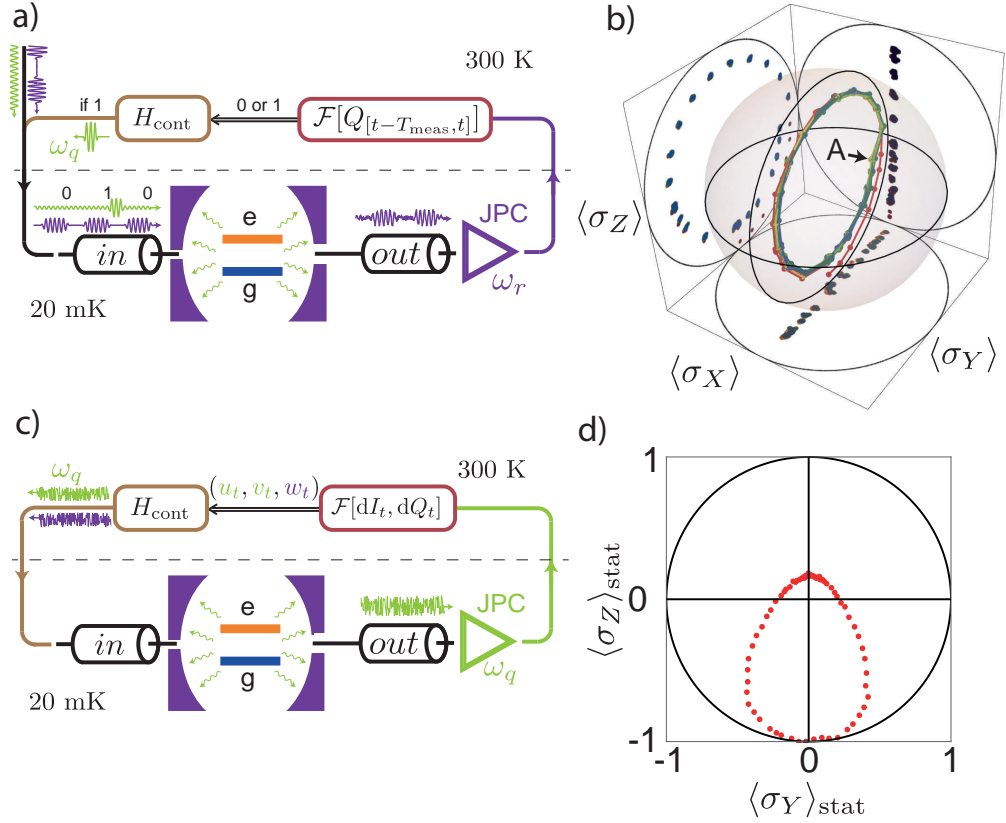 a)
300 K
if 1
H_cont
0 or 1
F[Q_[t−T_meas,t]]
ω_q
0 1 0
in
e
g
out
JPC
ω_r
20 mK
b)
A
⟨σ_Z⟩
⟨σ_X⟩
⟨σ_Y⟩
c)
ω_q
300 K
H_cont
(u_t, v_t, w_t)
F[dI_t, dQ_t]
in
e
g
out
JPC
ω_q
20 mK
d)
1
⟨σ_Z⟩_stat
0
-1
-1 0 1
⟨σ_Y⟩_stat